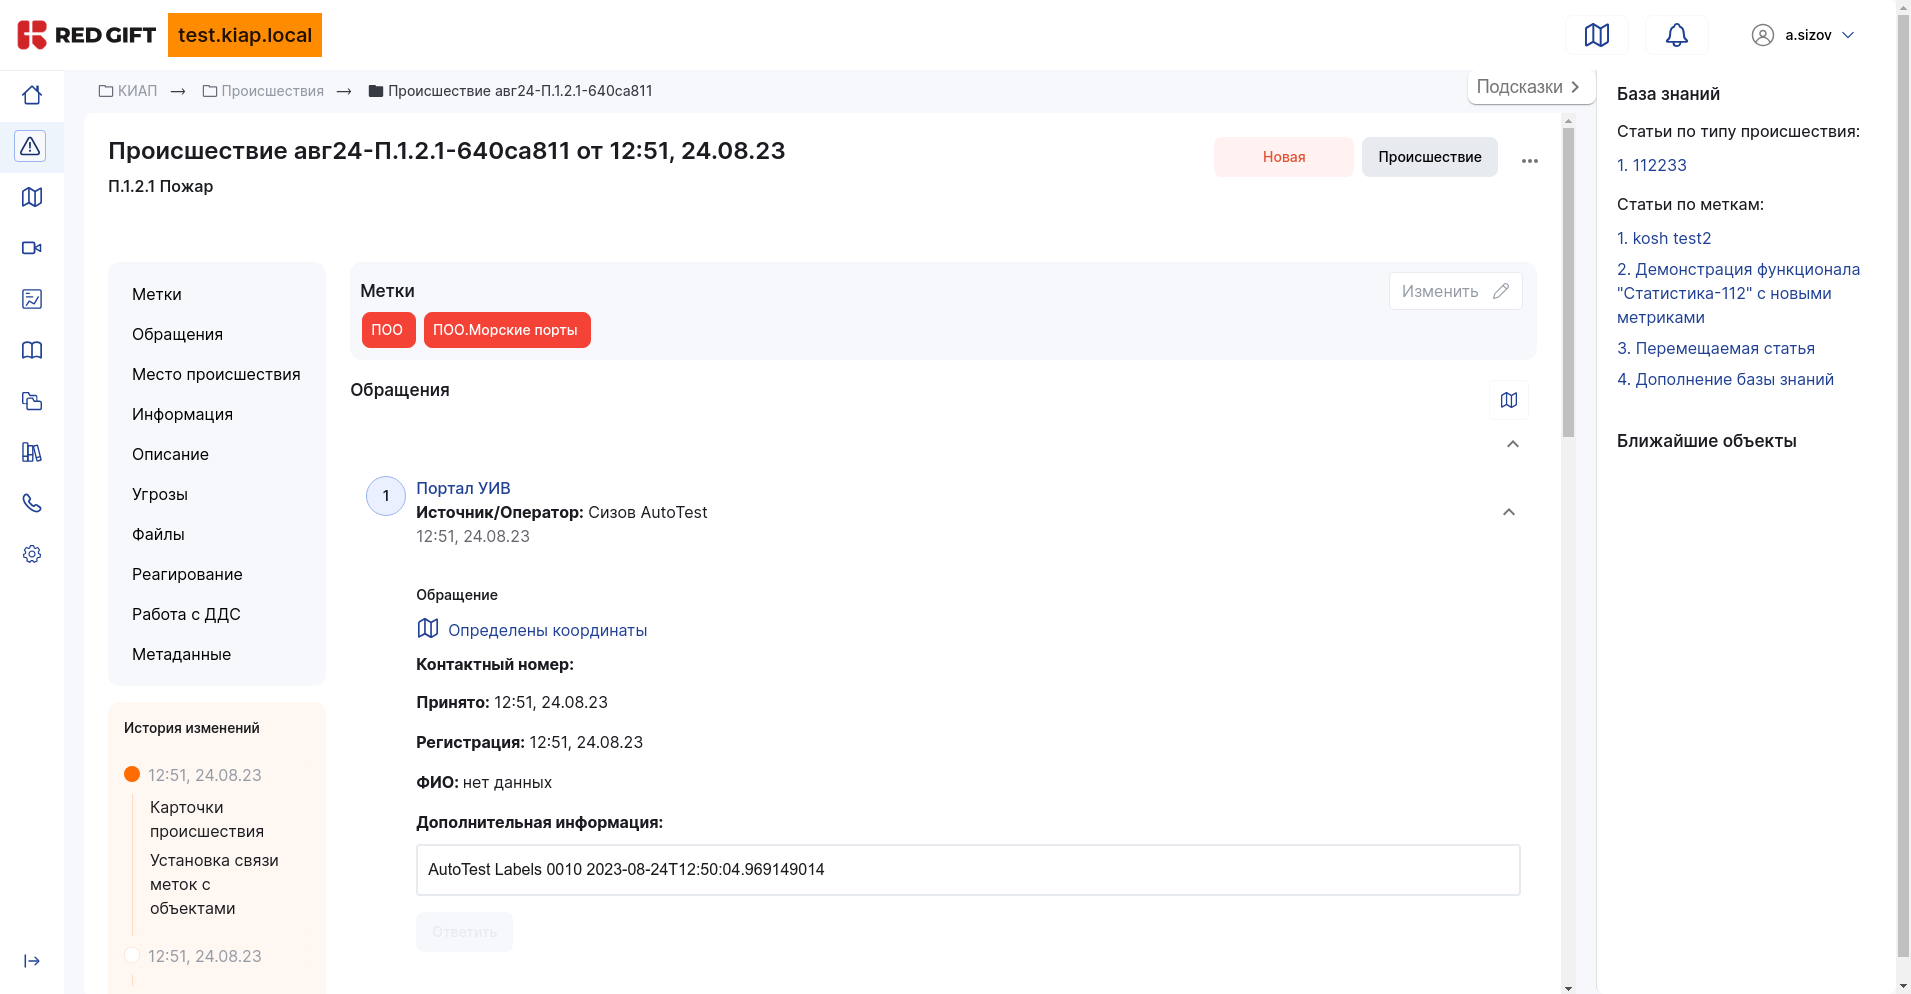 RED GIFT
test.kiap.local
a.sizov
КИАП → Происшествия → Происшествие авг24-П.1.2.1-640ca811
Подсказки
Происшествие авг24-П.1.2.1-640ca811 от 12:51, 24.08.23
Новая
Происшествие
П.1.2.1 Пожар
Метки
Обращения
Место происшествия
Информация
Описание
Угрозы
Файлы
Реагирование
Работа с ДДС
Метаданные
История изменений
12:51, 24.08.23
Карточки
происшествия
Установка связи
меток с
объектами
12:51, 24.08.23
Метки
Изменить
ПОО
ПОО.Морские порты
Обращения
1
Портал УИВ
Источник/Оператор: Сизов AutoTest
12:51, 24.08.23
Обращение
Определены координаты
Контактный номер:
Принято: 12:51, 24.08.23
Регистрация: 12:51, 24.08.23
ФИО: нет данных
Дополнительная информация:
AutoTest Labels 0010 2023-08-24T12:50:04.969149014
Ответить
База знаний
Статьи по типу происшествия:
1. 112233
Статьи по меткам:
1. kosh test2
2. Демонстрация функционала
"Статистика-112" с новыми
метриками
3. Перемещаемая статья
4. Дополнение базы знаний
Ближайшие объекты